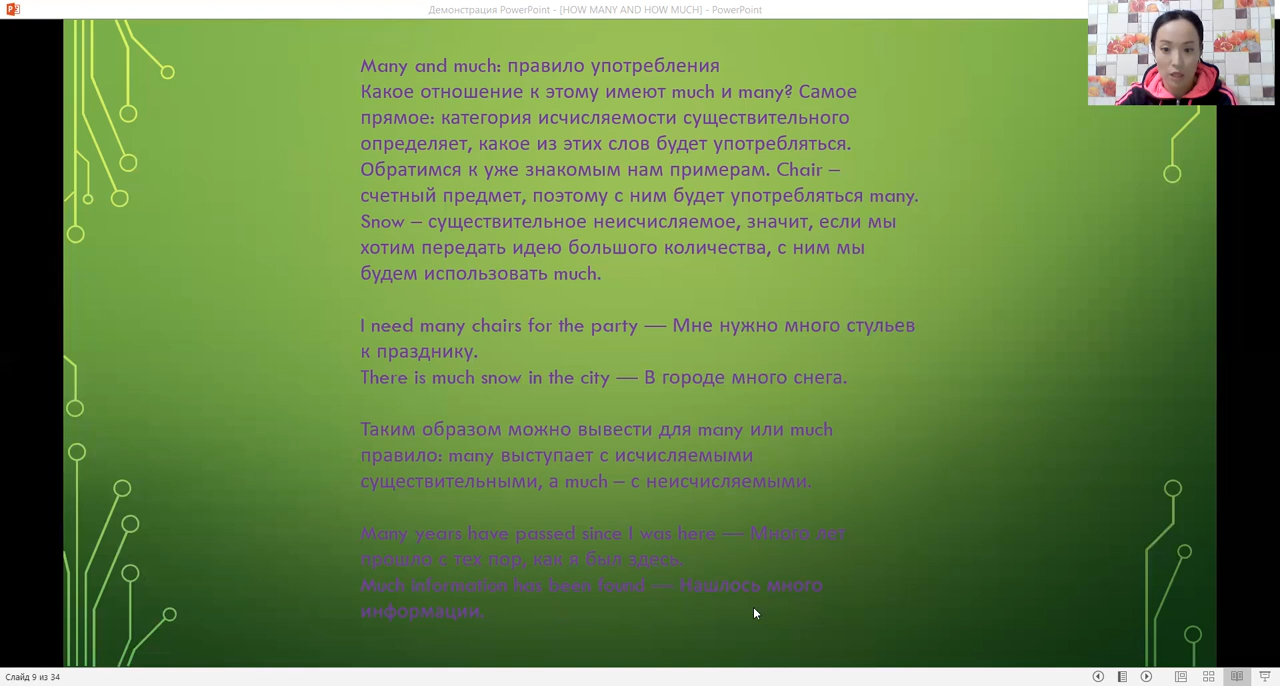 Демонстрация PowerPoint - [HOW MANY AND HOW MUCH] - PowerPoint
Many and much: правило употребления
Какое отношение к этому имеют much и many? Самое
прямое: категория исчисляемости существительного
определяет, какое из этих слов будет употребляться.
Обратимся к уже знакомым нам примерам. Chair –
счетный предмет, поэтому с ним будет употребляться many.
Snow – существительное неисчисляемое, значит, если мы
хотим передать идею большого количества, с ним мы
будем использовать much.
I need many chairs for the party — Мне нужно много стульев
к празднику.
There is much snow in the city — В городе много снега.
Таким образом можно вывести для many или much
правило: many выступает с исчисляемыми
существительными, а much – с неисчисляемыми.
Many years have passed since I was here — Много лет
прошло с тех пор, как я был здесь.
Much information has been found — Нашлось много
информации.
Слайд 9 из 34